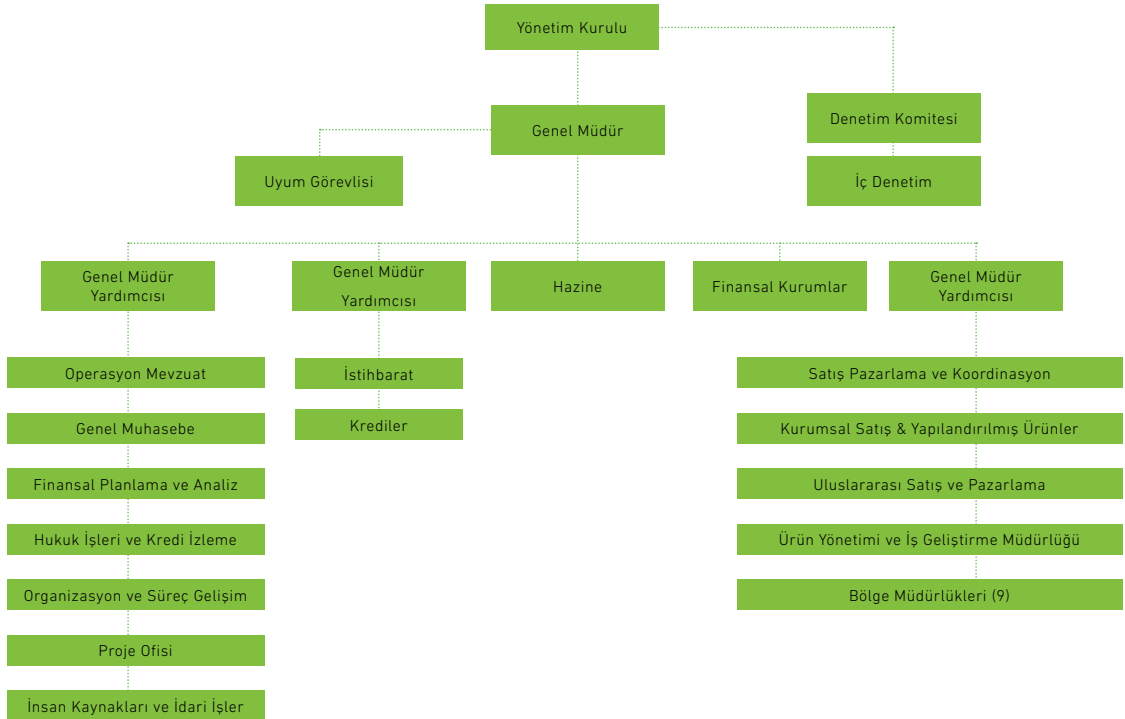 Yönetim Kurulu
Genel Müdür
Denetim Komitesi
Uyum Görevlisi
İç Denetim
Genel Müdür
Yardımcısı
Genel Müdür
Yardımcısı
Hazine
Finansal Kurumlar
Genel Müdür
Yardımcısı
Operasyon Mevzuat
Genel Muhasebe
Finansal Planlama ve Analiz
Hukuk İşleri ve Kredi İzleme
Organizasyon ve Süreç Gelişim
Proje Ofisi
İnsan Kaynakları ve İdari İşler
İstihbarat
Krediler
Satış Pazarlama ve Koordinasyon
Kurumsal Satış & Yapılandırılmış Ürünler
Uluslararası Satış ve Pazarlama
Ürün Yönetimi ve İş Geliştirme Müdürlüğü
Bölge Müdürlükleri (9)